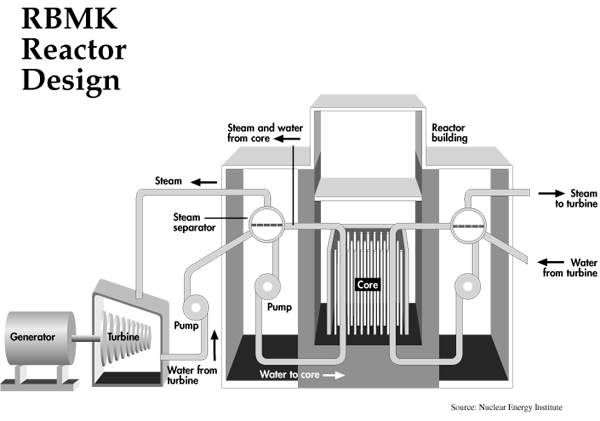 RBMK
Reactor
Design
Steam and water
from core
Reactor
building
Steam
Steam
to turbine
Steam
separator
Water
from turbine
Core
Pump
Pump
Generator
Turbine
Water from
turbine
Water to core
Source: Nuclear Energy Institute